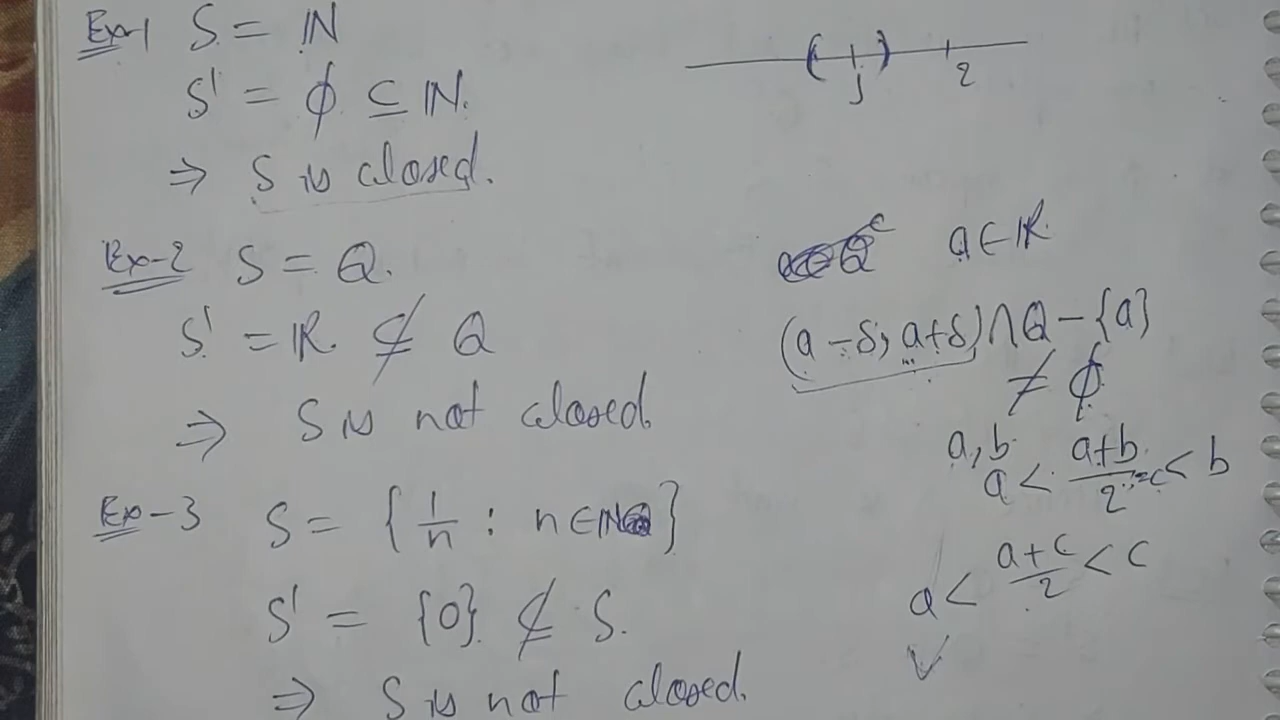 Ex-1 S = ℕ
S' = ϕ ⊆ ℕ.
⇒ S is closed.
Ex-2 S = Q.
S' = ℝ ⊈ Q
⇒ S is not closed.
Ex-3 S = { 1/n : n∈ℕ }
S' = {0} ⊈ S.
⇒ S is not closed.
1 2
Qᶜ a∈ℝ
(a-δ, a+δ)∩Q-{a}
≠ ϕ
a, b.
a < (a+b)/2 = c < b
a < (a+c)/2 < c